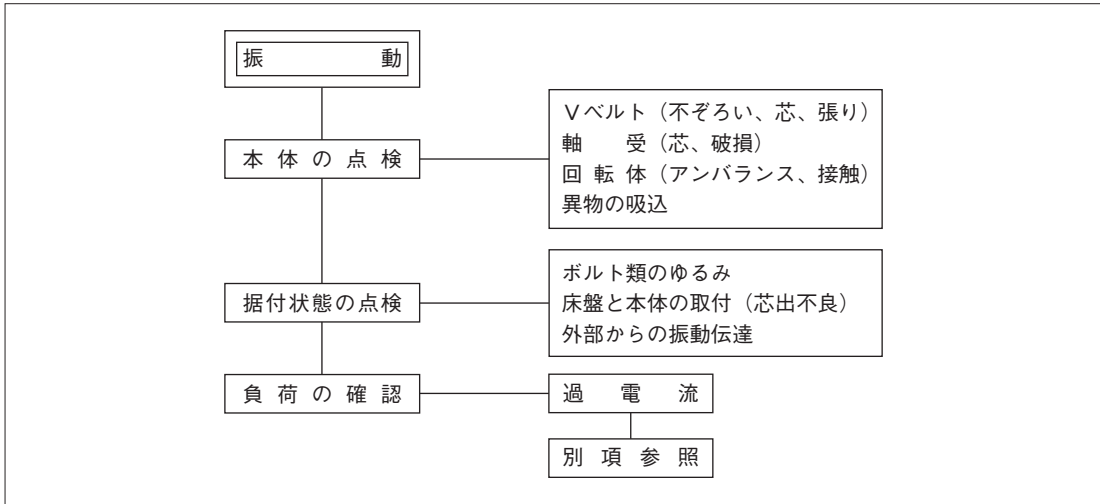 振動
本体の点検
Vベルト（不ぞろい、芯、張り）
軸受（芯、破損）
回転体（アンバランス、接触）
異物の吸込
据付状態の点検
ボルト類のゆるみ
床盤と本体の取付（芯出不良）
外部からの振動伝達
負荷の確認
過電流
別項参照